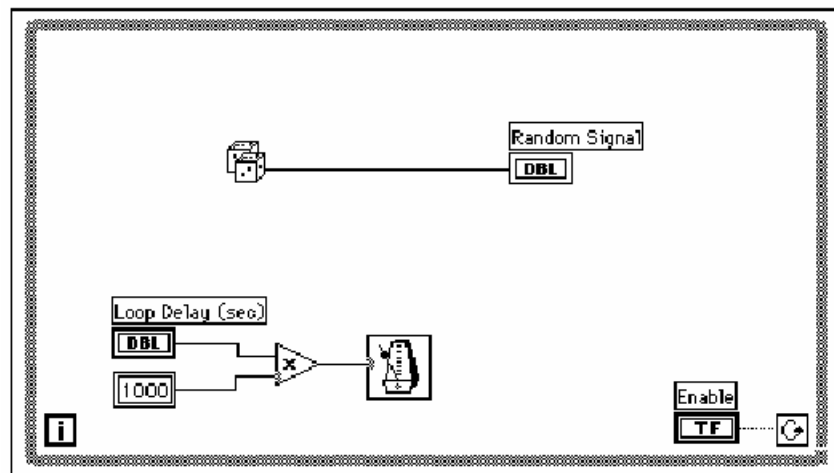 Random Signal
DBL
Loop Delay (sec)
DBL
x
1000
Enable
TF
i